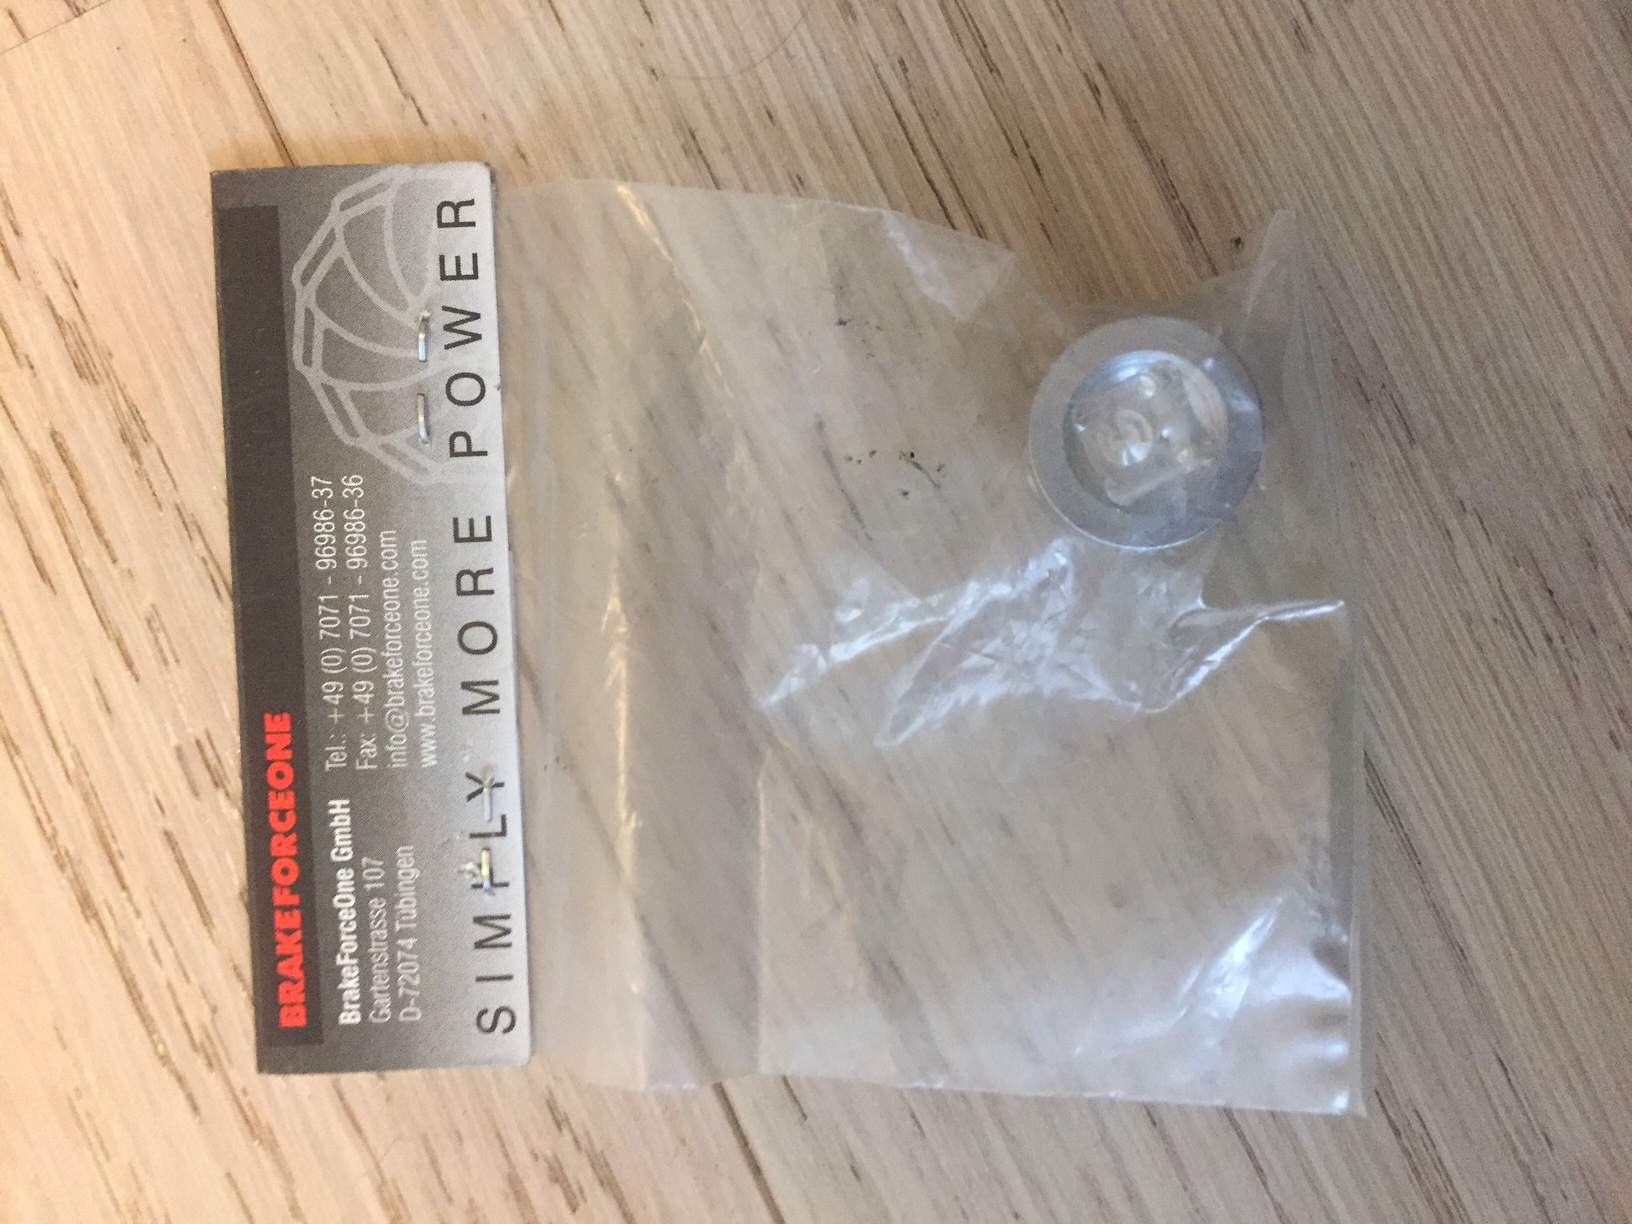 BRAKEFORCEONE
BrakeForceOne GmbH
Gartenstrasse 107
D-72074 Tübingen
Tel.: +49 (0) 7071 - 96986-37
Fax: +49 (0) 7071 - 96986-36
info@brakeforceone.com
www.brakeforceone.com
SIMPLY MORE POWER